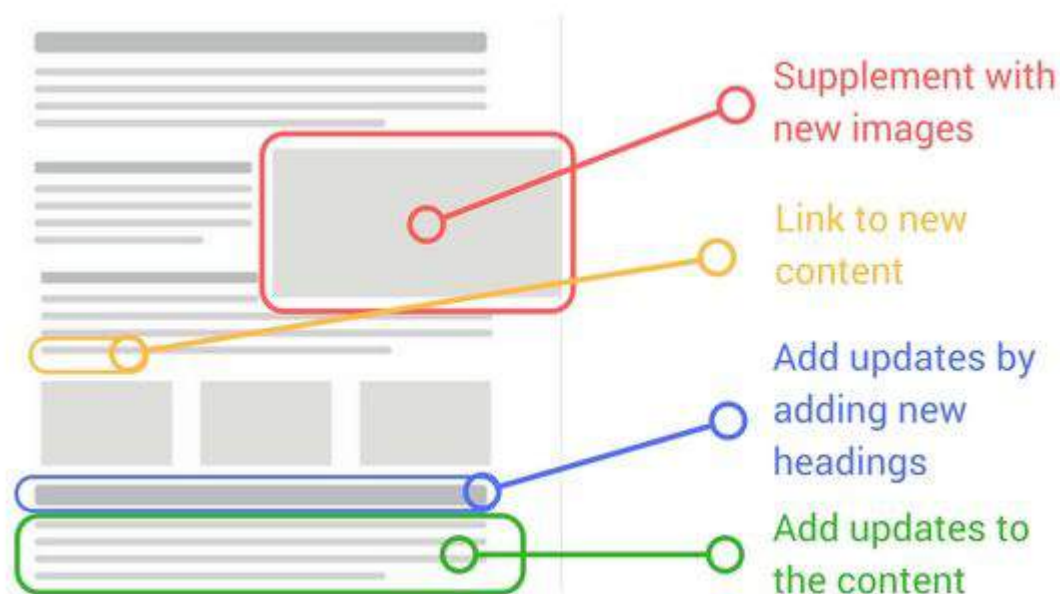 Supplement with
new images
Link to new
content
Add updates by
adding new
headings
Add updates to
the content